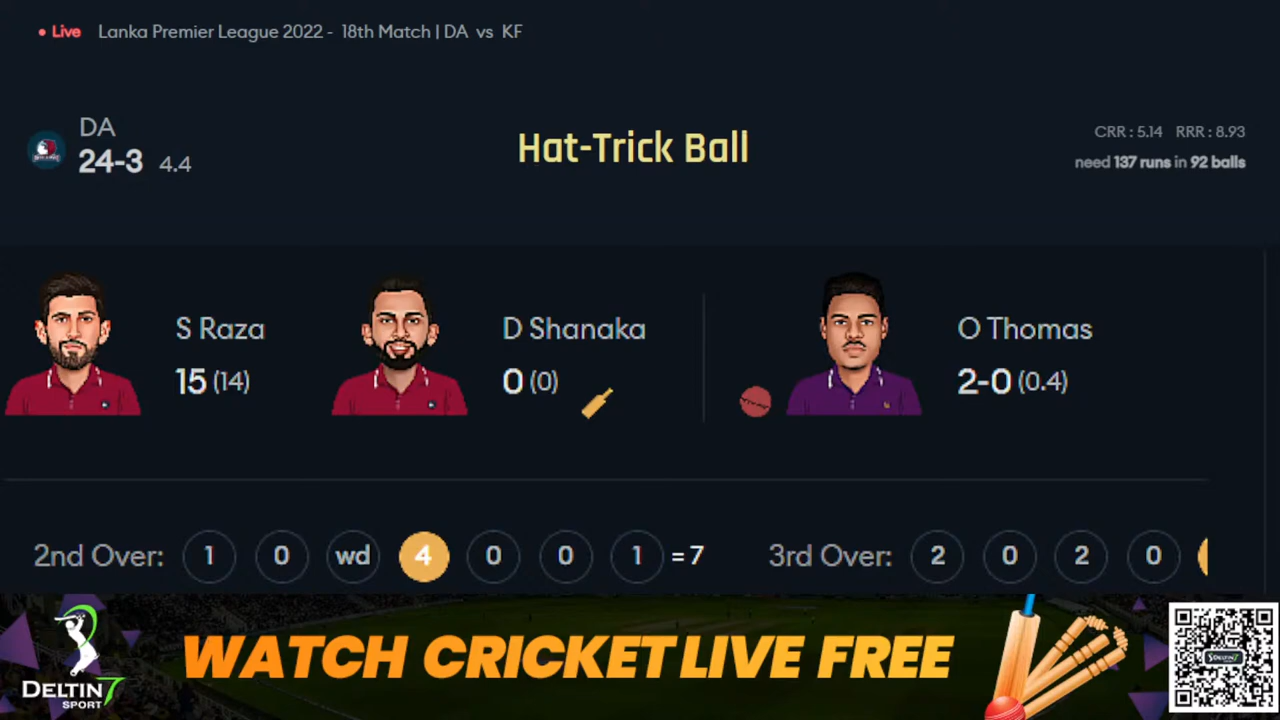 • Live Lanka Premier League 2022 - 18th Match | DA vs KF
DA
24-3 4.4
Hat-Trick Ball
CRR : 5.14 RRR : 8.93
need 137 runs in 92 balls
S Raza
15 (14)
D Shanaka
0 (0)
O Thomas
2-0 (0.4)
2nd Over: 1 0 wd 4 0 0 1 = 7
3rd Over: 2 0 2 0
WATCH CRICKET LIVE FREE
DELTIN7
SPORT